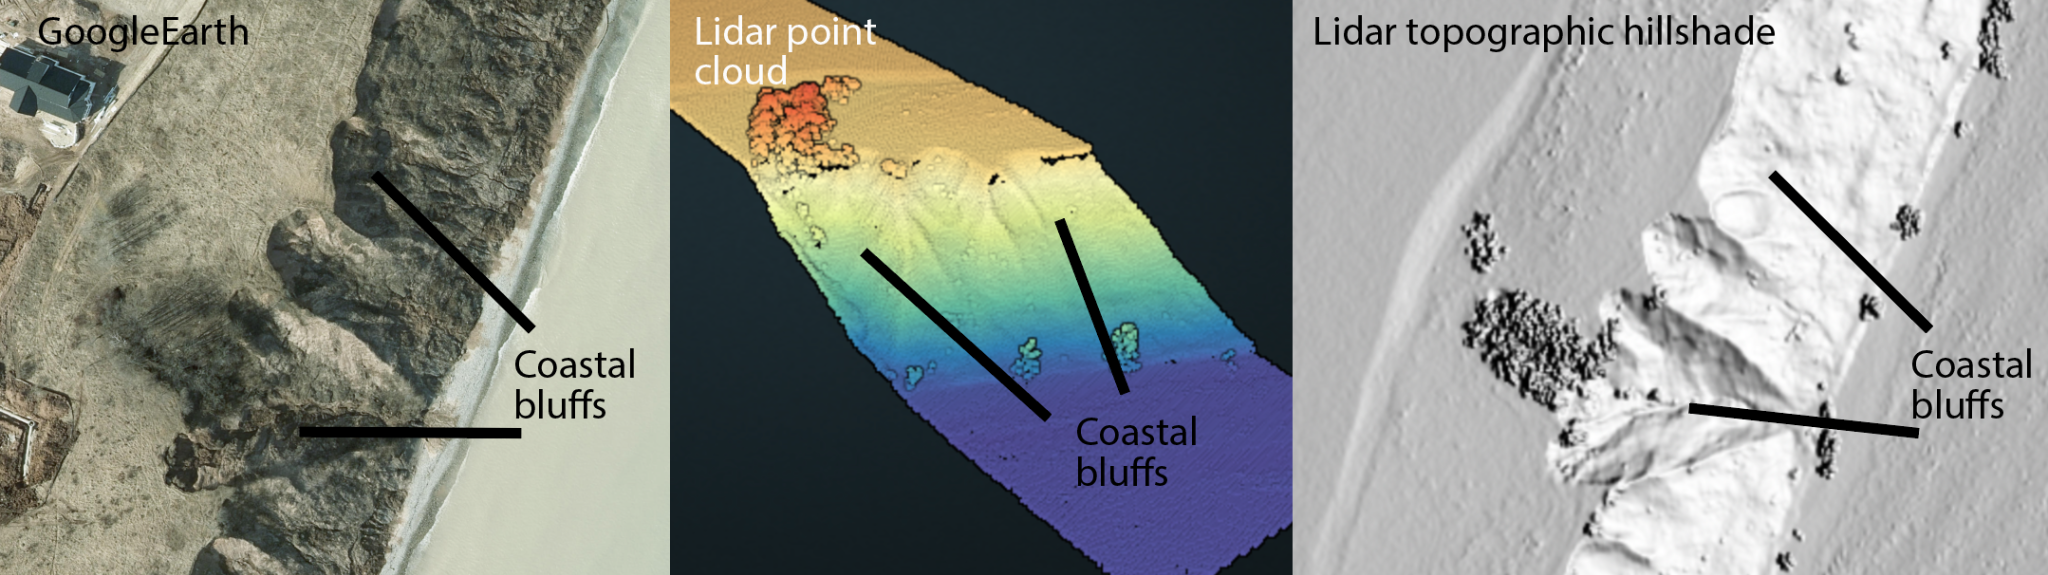 GoogleEarth
Coastal
bluffs
Lidar point
cloud
Coastal
bluffs
Lidar topographic hillshade
Coastal
bluffs